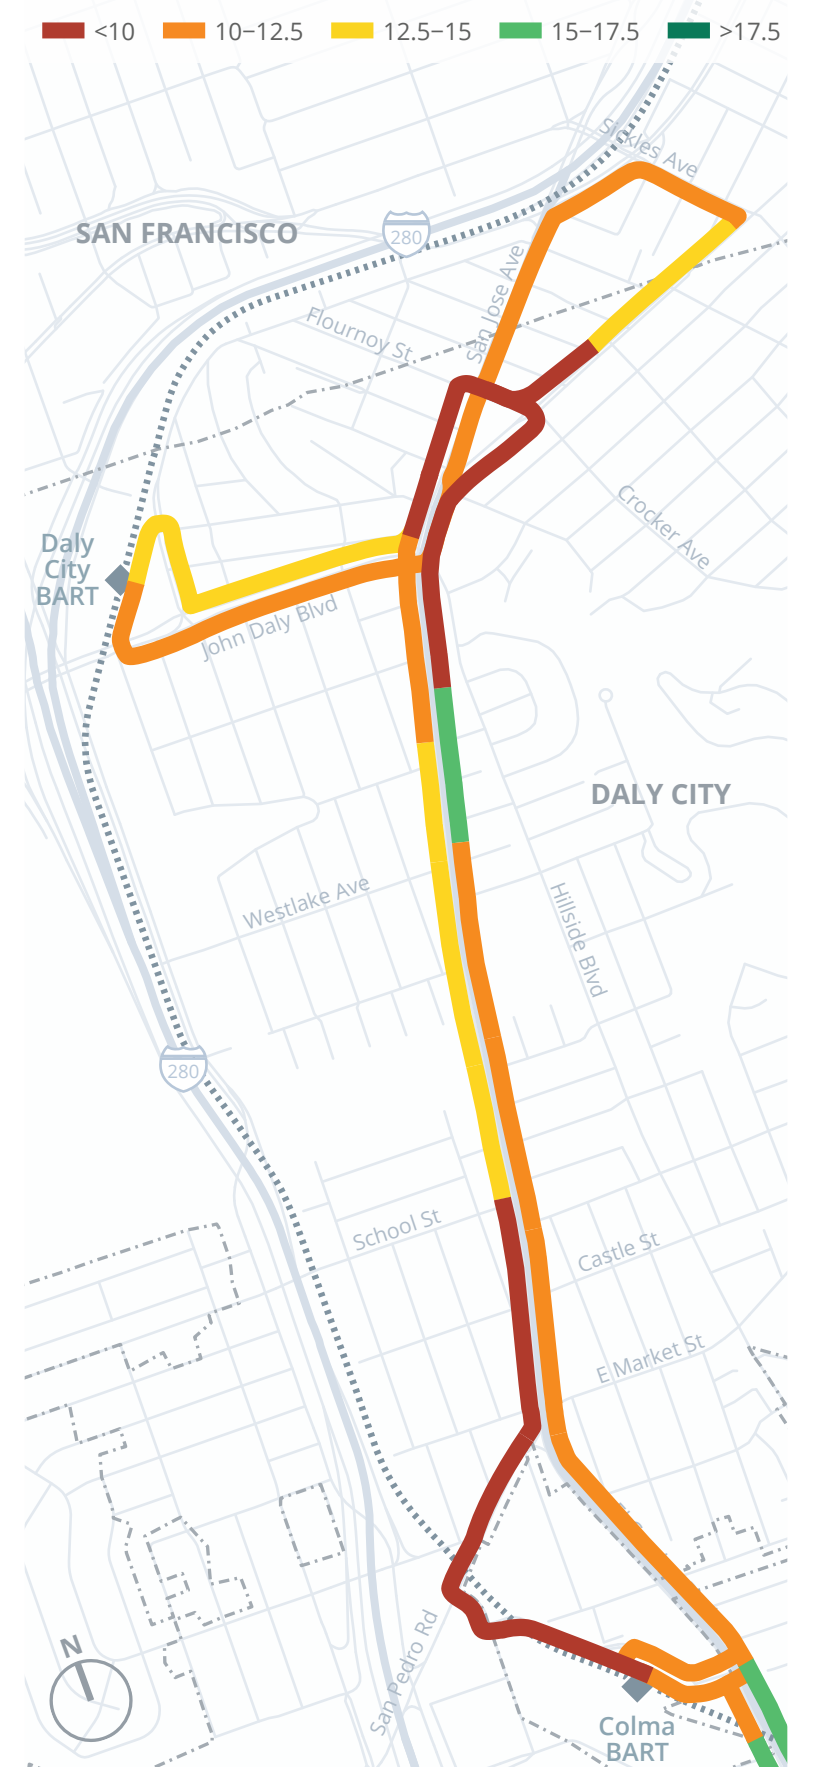 <10 10–12.5 12.5–15 15–17.5 >17.5
Sickles Ave
SAN FRANCISCO
280
San Jose Ave
Flournoy St
Crocker Ave
Daly
City
BART
John Daly Blvd
DALY CITY
Westlake Ave
Hillside Blvd
280
School St
Castle St
E Market St
N
San Pedro Rd
Colma
BART